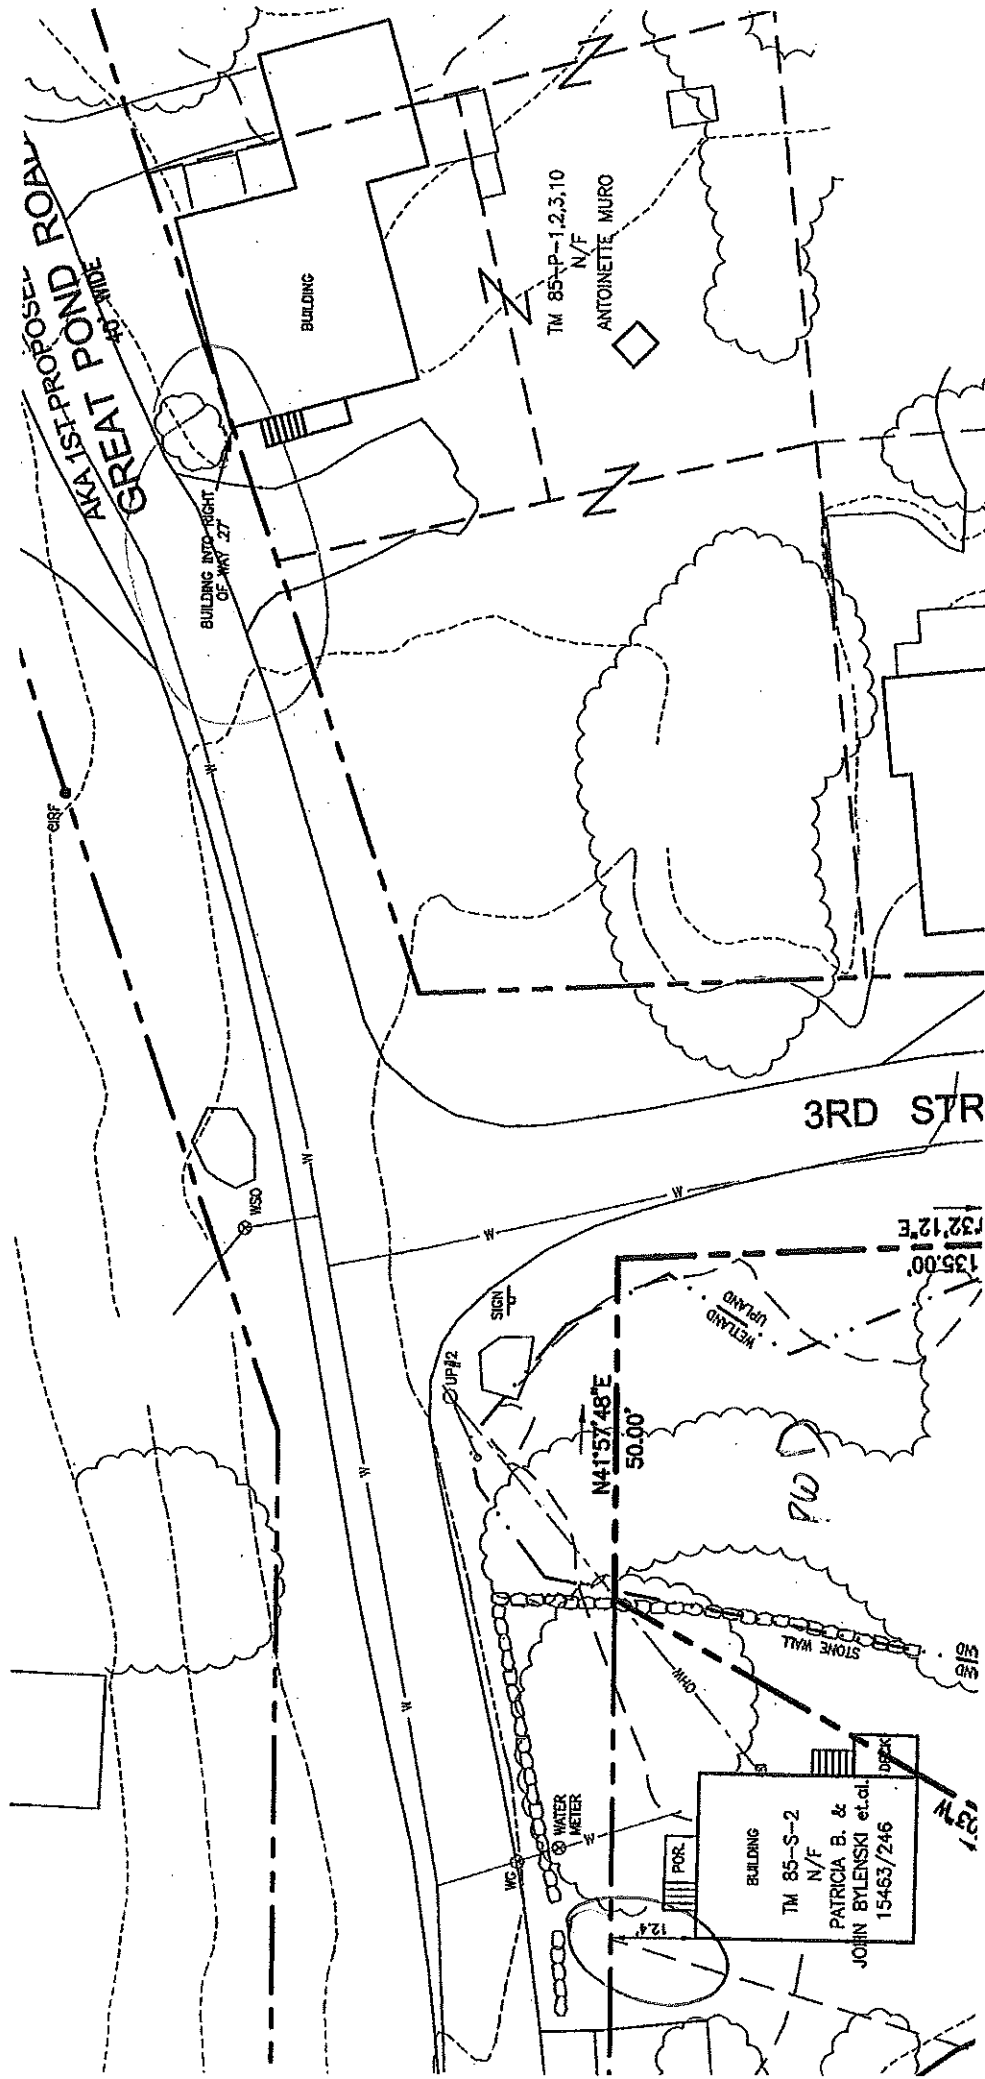 AKA 1ST PROPOSED
GREAT POND ROAD
40' WIDE
BUILDING
TM 85-P-1,2,3,10
N/F
ANTOINETTE MURO
BUILDING INTO RIGHT
OF WAY .27'
W
3RD STR
WSO
W
W
W
SIGN
UP#2
WETLAND
UPLAND
'32'12"E
135.00'
N41°57'48"E
50.00'
W
PW
STONE WALL
OHW
W
WATER
METER
WG
W
POR.
DECK
BUILDING
TM 85-S-2
N/F
PATRICIA B. &
JOHN BYLENSKI et.al.
15463/246
12.4'